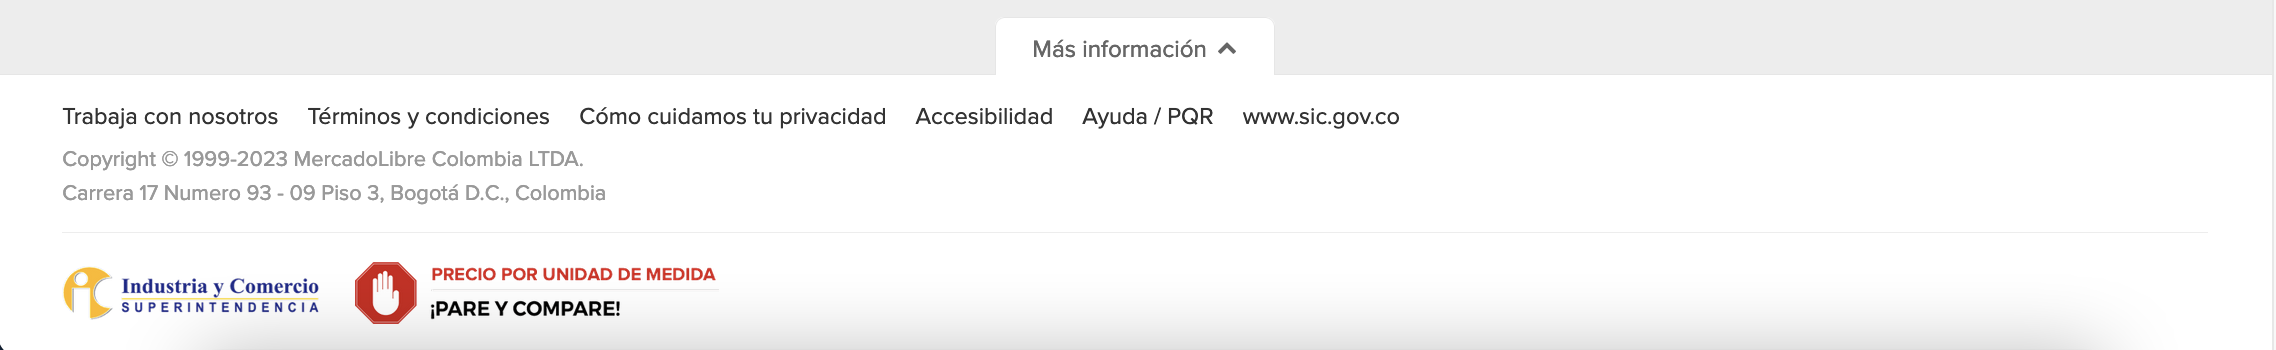 Más información
Trabaja con nosotros Términos y condiciones Cómo cuidamos tu privacidad Accesibilidad Ayuda / PQR www.sic.gov.co
Copyright © 1999-2023 MercadoLibre Colombia LTDA.
Carrera 17 Numero 93 - 09 Piso 3, Bogotá D.C., Colombia
Industria y Comercio
SUPERINTENDENCIA
PRECIO POR UNIDAD DE MEDIDA
¡PARE Y COMPARE!